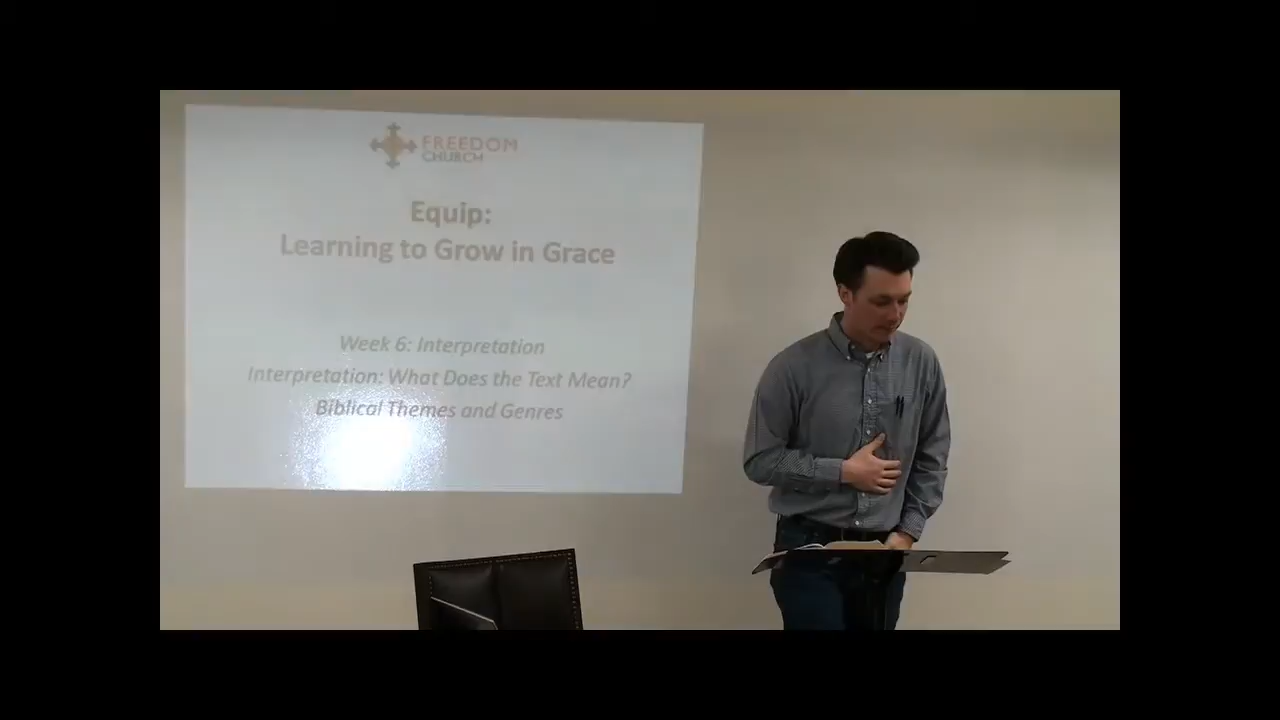 FREEDOM
CHURCH
Equip:
Learning to Grow in Grace
Week 6: Interpretation
Interpretation: What Does the Text Mean?
Biblical Themes and Genres